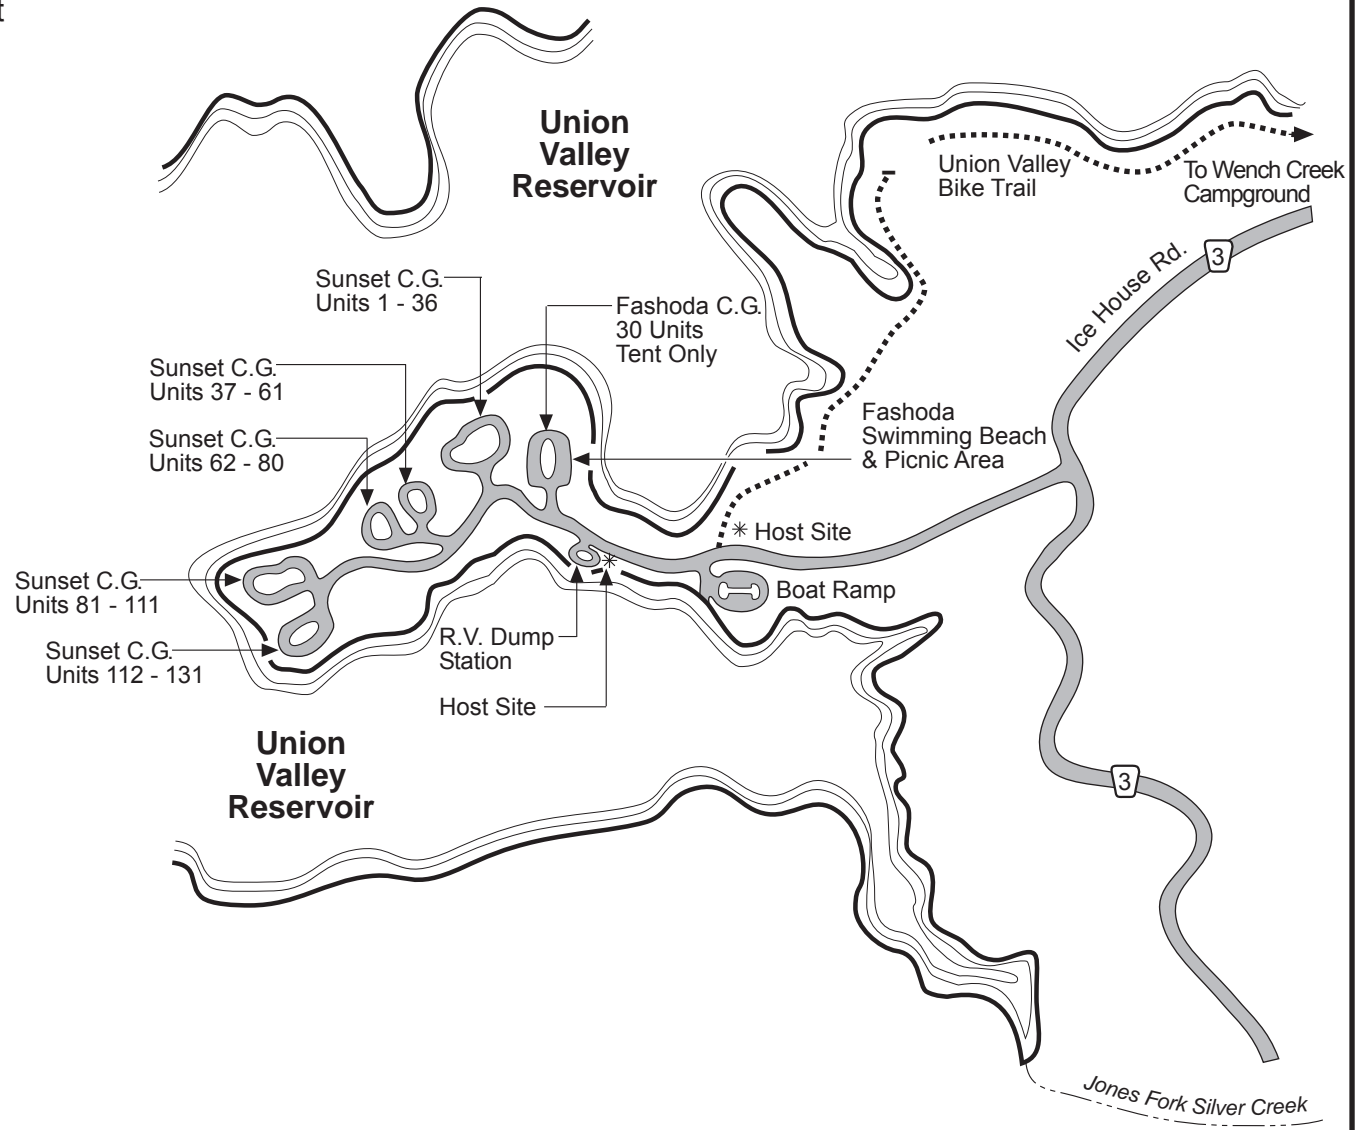 t
Union
Valley
Reservoir
Union Valley
Bike Trail
To Wench Creek
Campground
3
Ice House Rd.
Sunset C.G.
Units 1 - 36
Fashoda C.G.
30 Units
Tent Only
Sunset C.G.
Units 37 - 61
Fashoda
Swimming Beach
& Picnic Area
Sunset C.G.
Units 62 - 80
Host Site
Sunset C.G.
Units 81 - 111
Boat Ramp
R.V. Dump
Station
Sunset C.G.
Units 112 - 131
Host Site
Union
Valley
Reservoir
3
Jones Fork Silver Creek